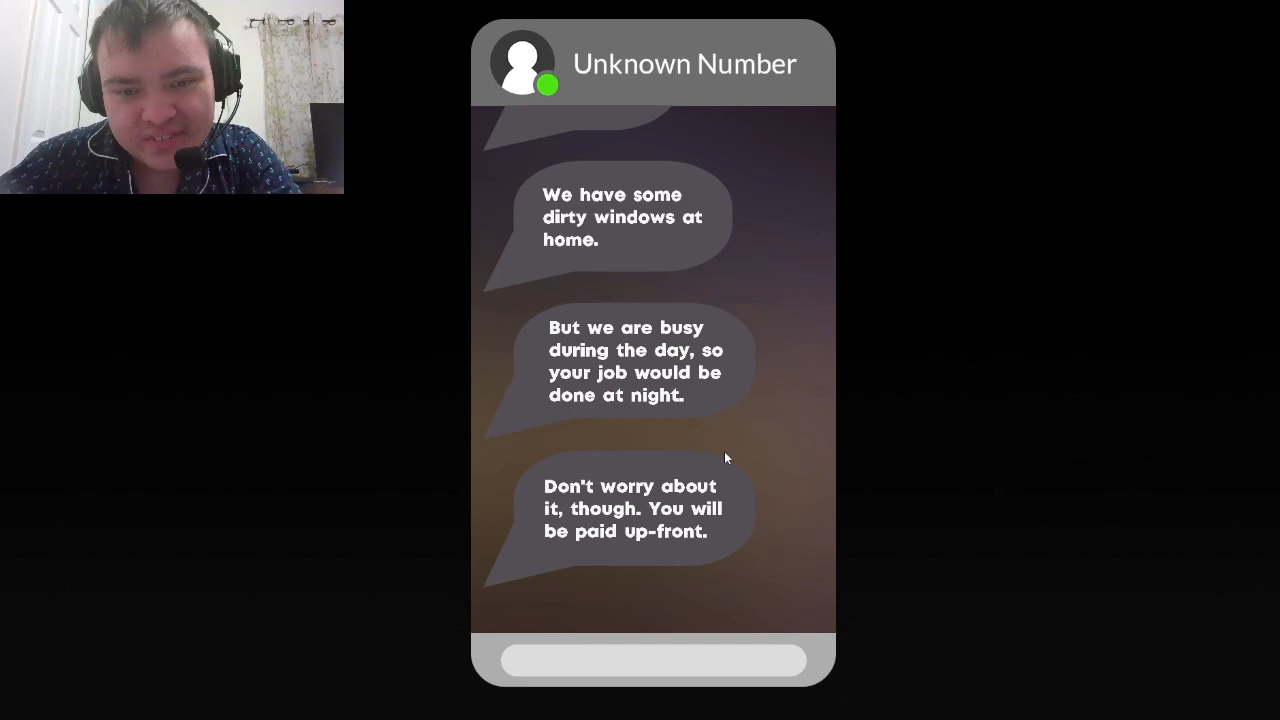 Unknown Number
We have some
dirty windows at
home.
But we are busy
during the day, so
your job would be
done at night.
Don't worry about
it, though. You will
be paid up-front.